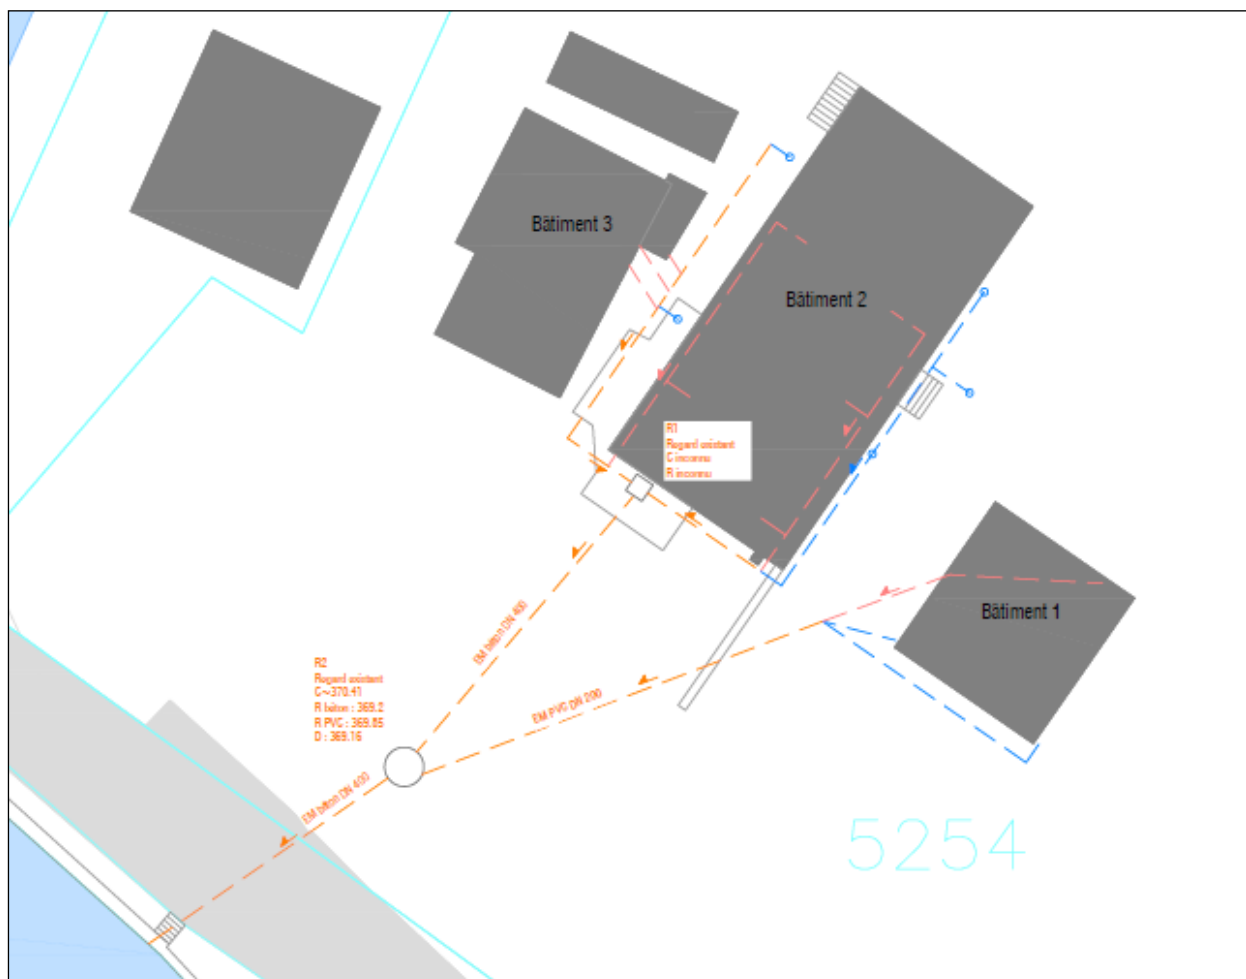 Bâtiment 3
Bâtiment 2
R1
Regard existant
C inconnu
R inconnu
Bâtiment 1
EM béton DN 400
R2
Regard existant
C~370.41
R béton : 369.2
R PVC : 369.85
D : 369.16
EM PVC DN 200
EM béton DN 400
5254